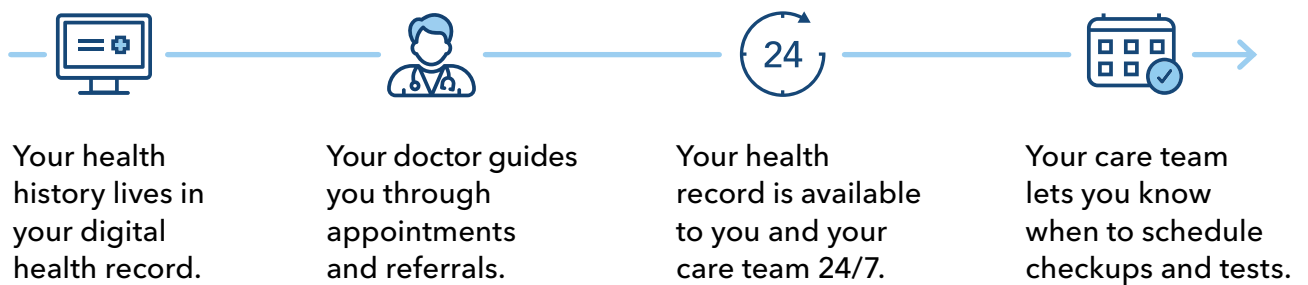 24
Your health
history lives in
your digital
health record.
Your doctor guides
you through
appointments
and referrals.
Your health
record is available
to you and your
care team 24/7.
Your care team
lets you know
when to schedule
checkups and tests.